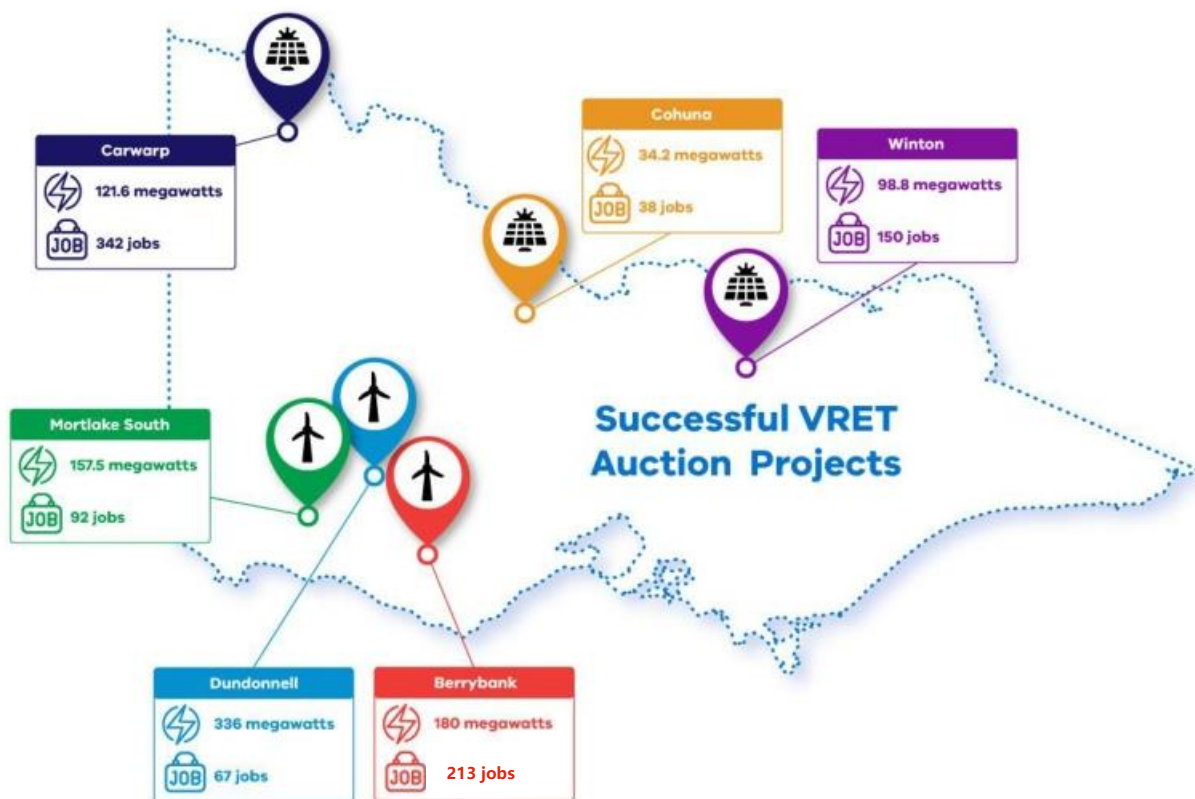 Carwarp
121.6 megawatts
JOB
342 jobs
Cohuna
34.2 megawatts
JOB
38 jobs
Winton
98.8 megawatts
JOB
150 jobs
Successful VRET
Auction Projects
Mortlake South
157.5 megawatts
JOB
92 jobs
Dundonnell
336 megawatts
JOB
67 jobs
Berrybank
180 megawatts
JOB
213 jobs